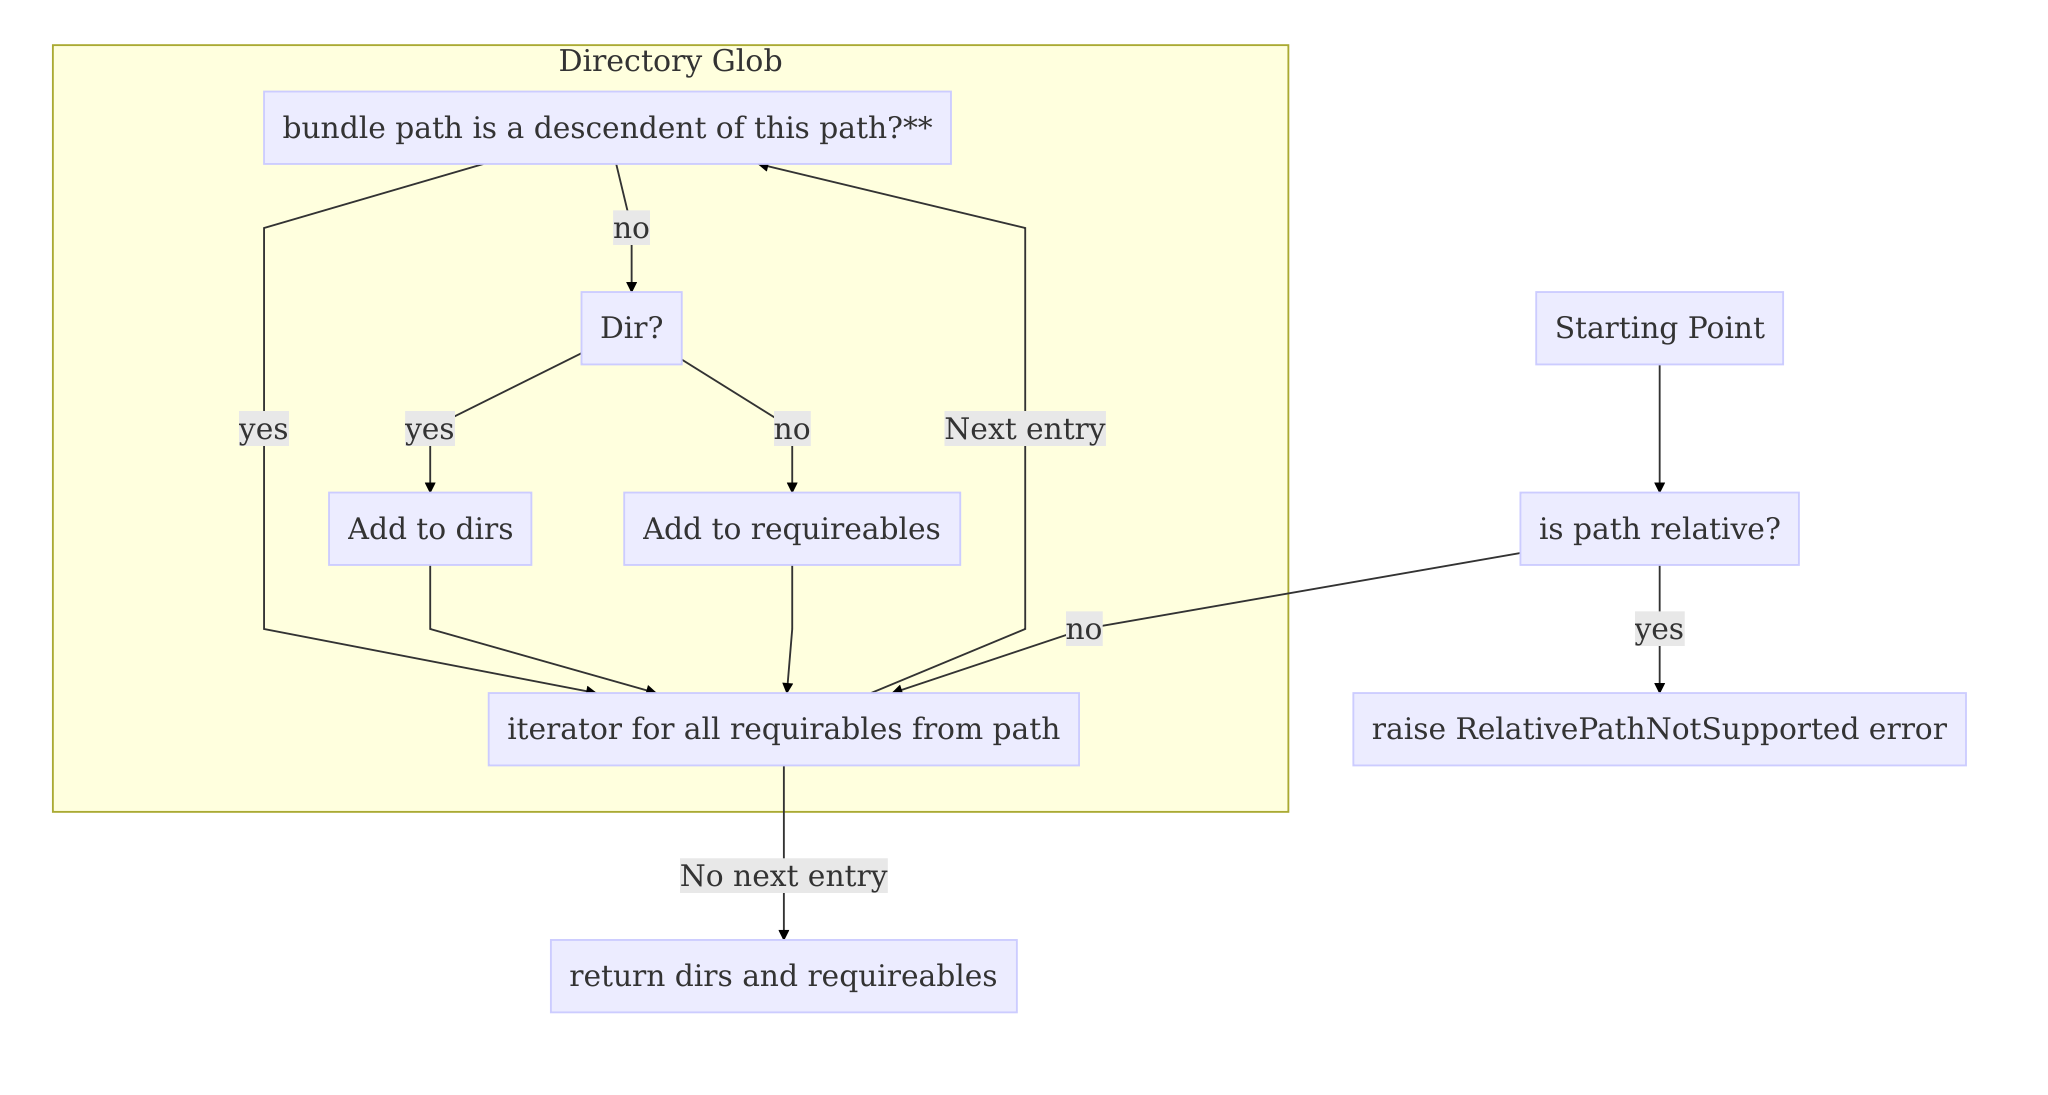 Directory Glob
bundle path is a descendent of this path?**
no
Dir?
Starting Point
yes
yes
no
Next entry
Add to dirs
Add to requireables
is path relative?
no
yes
iterator for all requirables from path
raise RelativePathNotSupported error
No next entry
return dirs and requireables